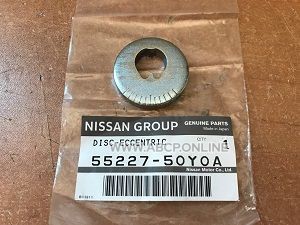 NISSAN GROUP
GENUINE PARTS
Made in Japan
DISC-ECCENTRIC
QTY
1
WWW.ABCP.ONLINE
55227-50Y0A
Nissan Motor Co., Ltd.